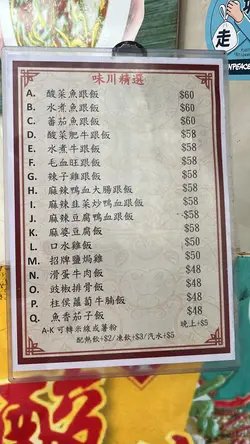 走
味川精選
A. 酸菜魚跟飯 $60
B. 水煮魚跟飯 $60
C. 蕃茄魚跟飯 $60
D. 酸菜肥牛跟飯 $58
E. 水煮牛跟飯 $58
F. 毛血旺跟飯 $58
G. 辣子雞跟飯 $58
H. 麻辣鴨血大腸跟飯 $58
I. 麻辣韭菜炒鴨血跟飯 $58
J. 麻辣豆腐鴨血跟飯 $58
K. 麻婆豆腐飯 $50
L. 口水雞飯 $50
M. 招牌鹽焗雞 $50
N. 滑蛋牛肉飯 $48
O. 豉椒排骨飯 $48
P. 柱侯蘿蔔牛腩飯 $48
Q. 魚香茄子飯 $48
A-K 可轉米線或薯粉 晚上+$5
配熱飲+$2/凍飲+$3/汽水+$5